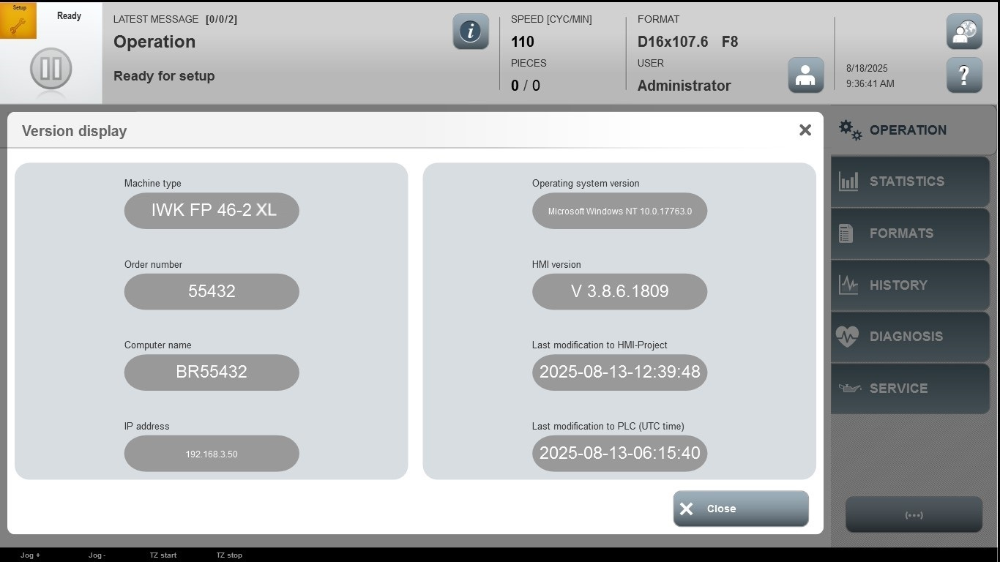 Setup
Ready
LATEST MESSAGE [0/0/2]
Operation
Ready for setup
i
SPEED [CYC/MIN]
110
PIECES
0 / 0
FORMAT
D16x107.6 F8
USER
Administrator
8/18/2025
9:36:41 AM
?
Version display
Machine type
IWK FP 46-2 XL
Order number
55432
Computer name
BR55432
IP address
192.168.3.50
Operating system version
Microsoft Windows NT 10.0.17763.0
HMI version
V 3.8.6.1809
Last modification to HMI-Project
2025-08-13-12:39:48
Last modification to PLC (UTC time)
2025-08-13-06:15:40
Close
OPERATION
STATISTICS
FORMATS
HISTORY
DIAGNOSIS
SERVICE
(•••)
Jog + Jog - TZ start TZ stop